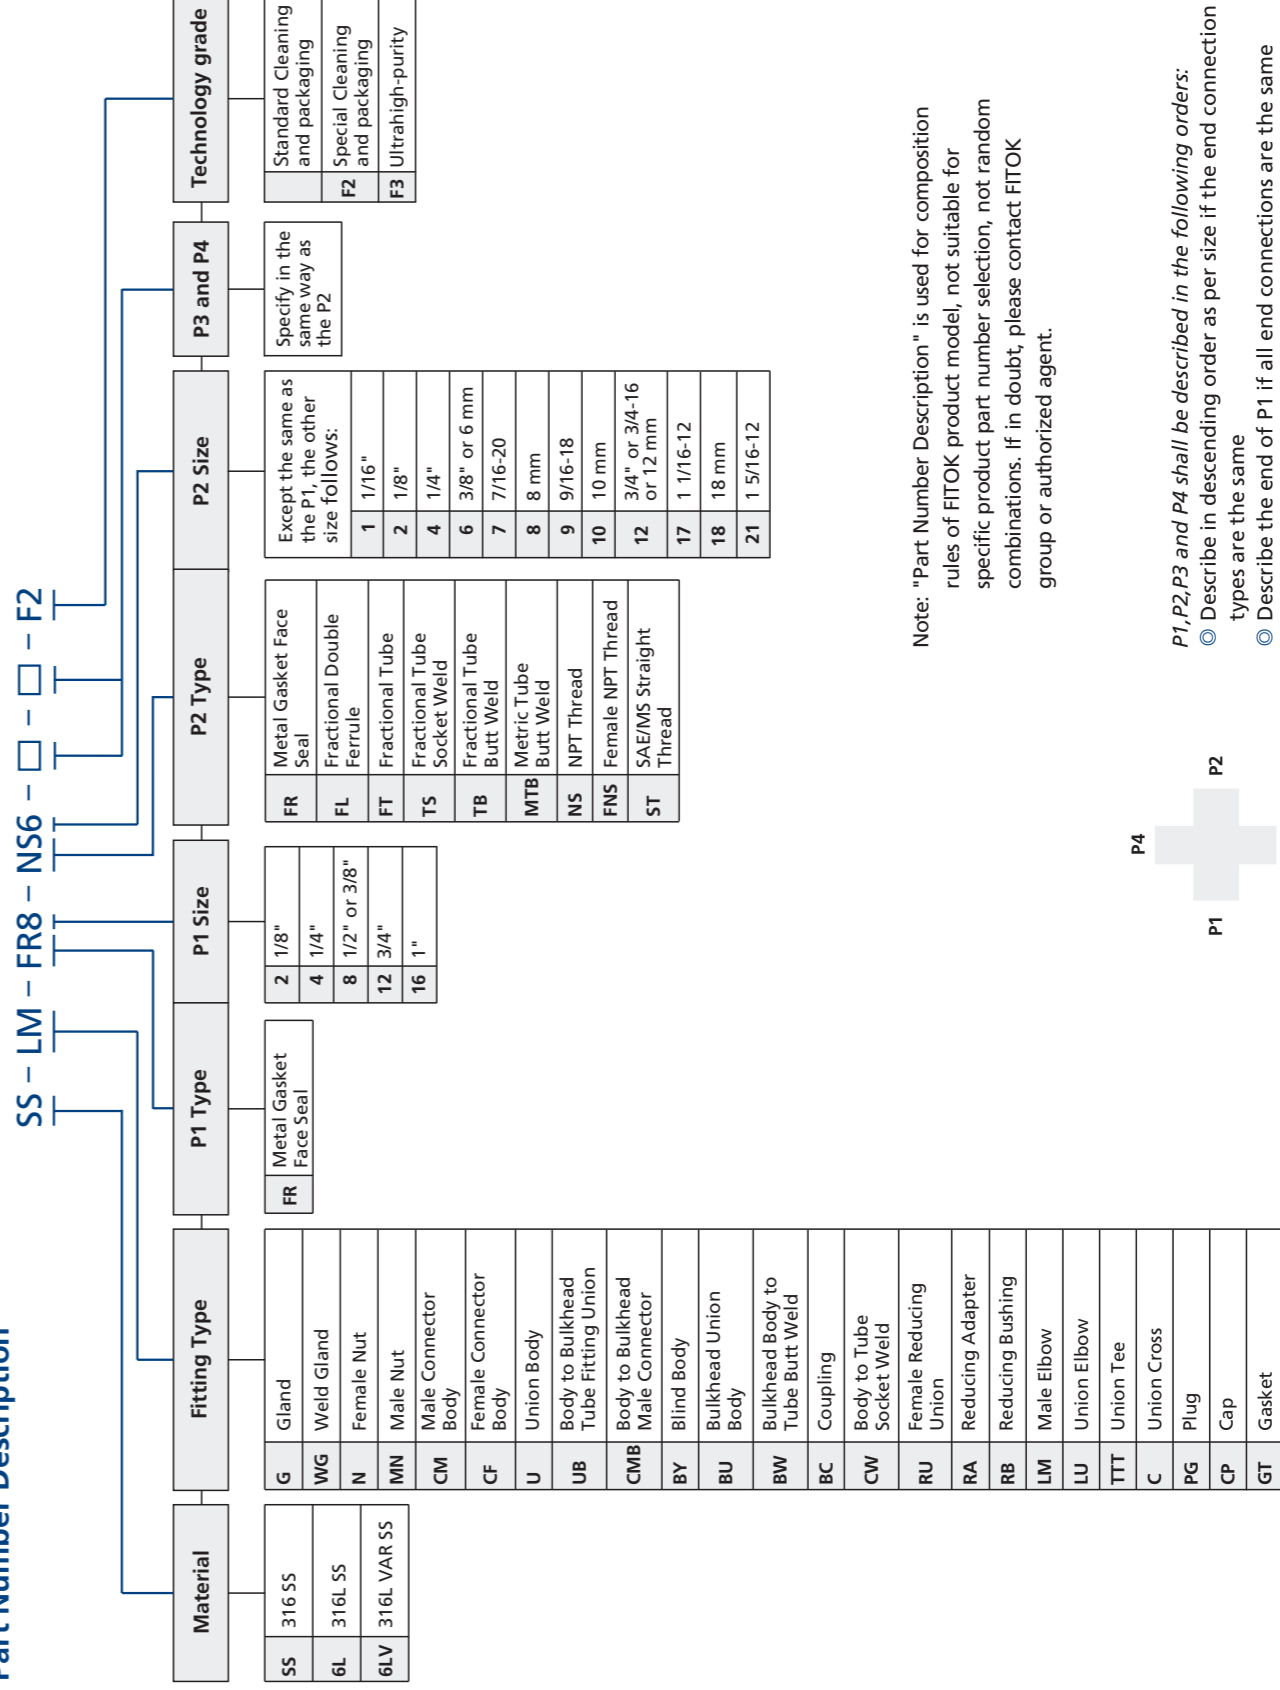 Part Number Description
SS – LM – FR8 – NS6 – □ – □ – F2
Material
SS 316 SS
6L 316L SS
6LV 316L VAR SS
Fitting Type
G Gland
WG Weld Gland
N Female Nut
MN Male Nut
CM Male Connector
Body
CF Female Connector
Body
U Union Body
UB Body to Bulkhead
Tube Fitting Union
CMB Body to Bulkhead
Male Connector
BY Blind Body
BU Bulkhead Union
Body
BW Bulkhead Body to
Tube Butt Weld
BC Coupling
CW Body to Tube
Socket Weld
RU Female Reducing
Union
RA Reducing Adapter
RB Reducing Bushing
LM Male Elbow
LU Union Elbow
TTT Union Tee
C Union Cross
PG Plug
CP Cap
GT Gasket
P1 Type
FR Metal Gasket
Face Seal
P1 Size
2 1/8"
4 1/4"
8 1/2" or 3/8"
12 3/4"
16 1"
P2 Type
FR Metal Gasket Face
Seal
FL Fractional Double
Ferrule
FT Fractional Tube
TS Fractional Tube
Socket Weld
TB Fractional Tube
Butt Weld
MTB Metric Tube
Butt Weld
NS NPT Thread
FNS Female NPT Thread
ST SAE/MS Straight
Thread
P2 Size
Except the same as
the P1, the other
size follows:
1 1/16"
2 1/8"
4 1/4"
6 3/8" or 6 mm
7 7/16-20
8 8 mm
9 9/16-18
10 10 mm
12 3/4" or 3/4-16
or 12 mm
17 1 1/16-12
18 18 mm
21 1 5/16-12
P3 and P4
Specify in the
same way as
the P2
Technology grade
Standard Cleaning
and packaging
F2 Special Cleaning
and packaging
F3 Ultrahigh-purity
Note: "Part Number Description" is used for composition
rules of FITOK product model, not suitable for
specific product part number selection, not random
combinations. If in doubt, please contact FITOK
group or authorized agent.
P4
P1
P2
P1,P2,P3 and P4 shall be described in the following orders:
◎ Describe in descending order as per size if the end connection
types are the same
◎ Describe the end of P1 if all end connections are the same